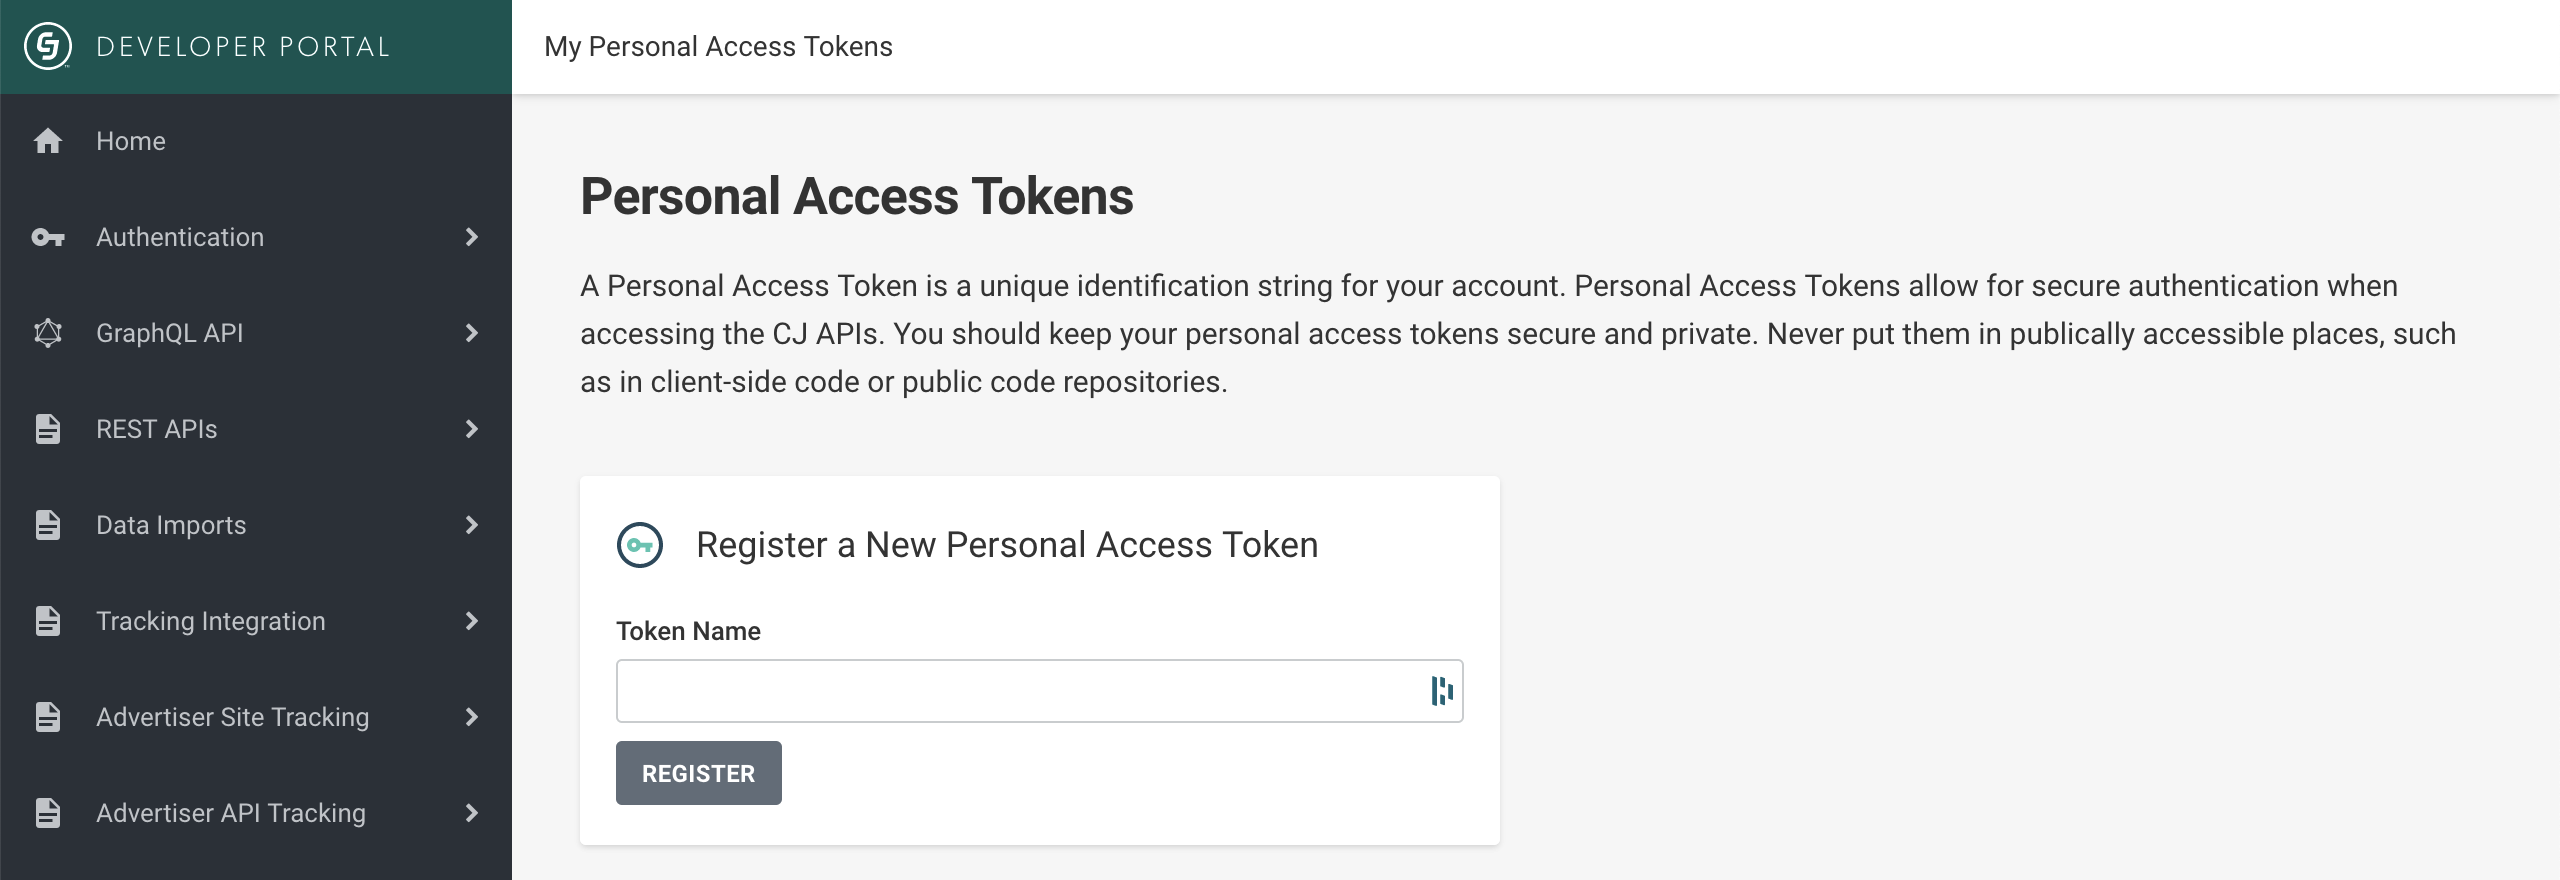 DEVELOPER PORTAL
My Personal Access Tokens
Home
Authentication
GraphQL API
REST APIs
Data Imports
Tracking Integration
Advertiser Site Tracking
Advertiser API Tracking
Personal Access Tokens
A Personal Access Token is a unique identification string for your account. Personal Access Tokens allow for secure authentication when
accessing the CJ APIs. You should keep your personal access tokens secure and private. Never put them in publically accessible places, such
as in client-side code or public code repositories.
Register a New Personal Access Token
Token Name
REGISTER